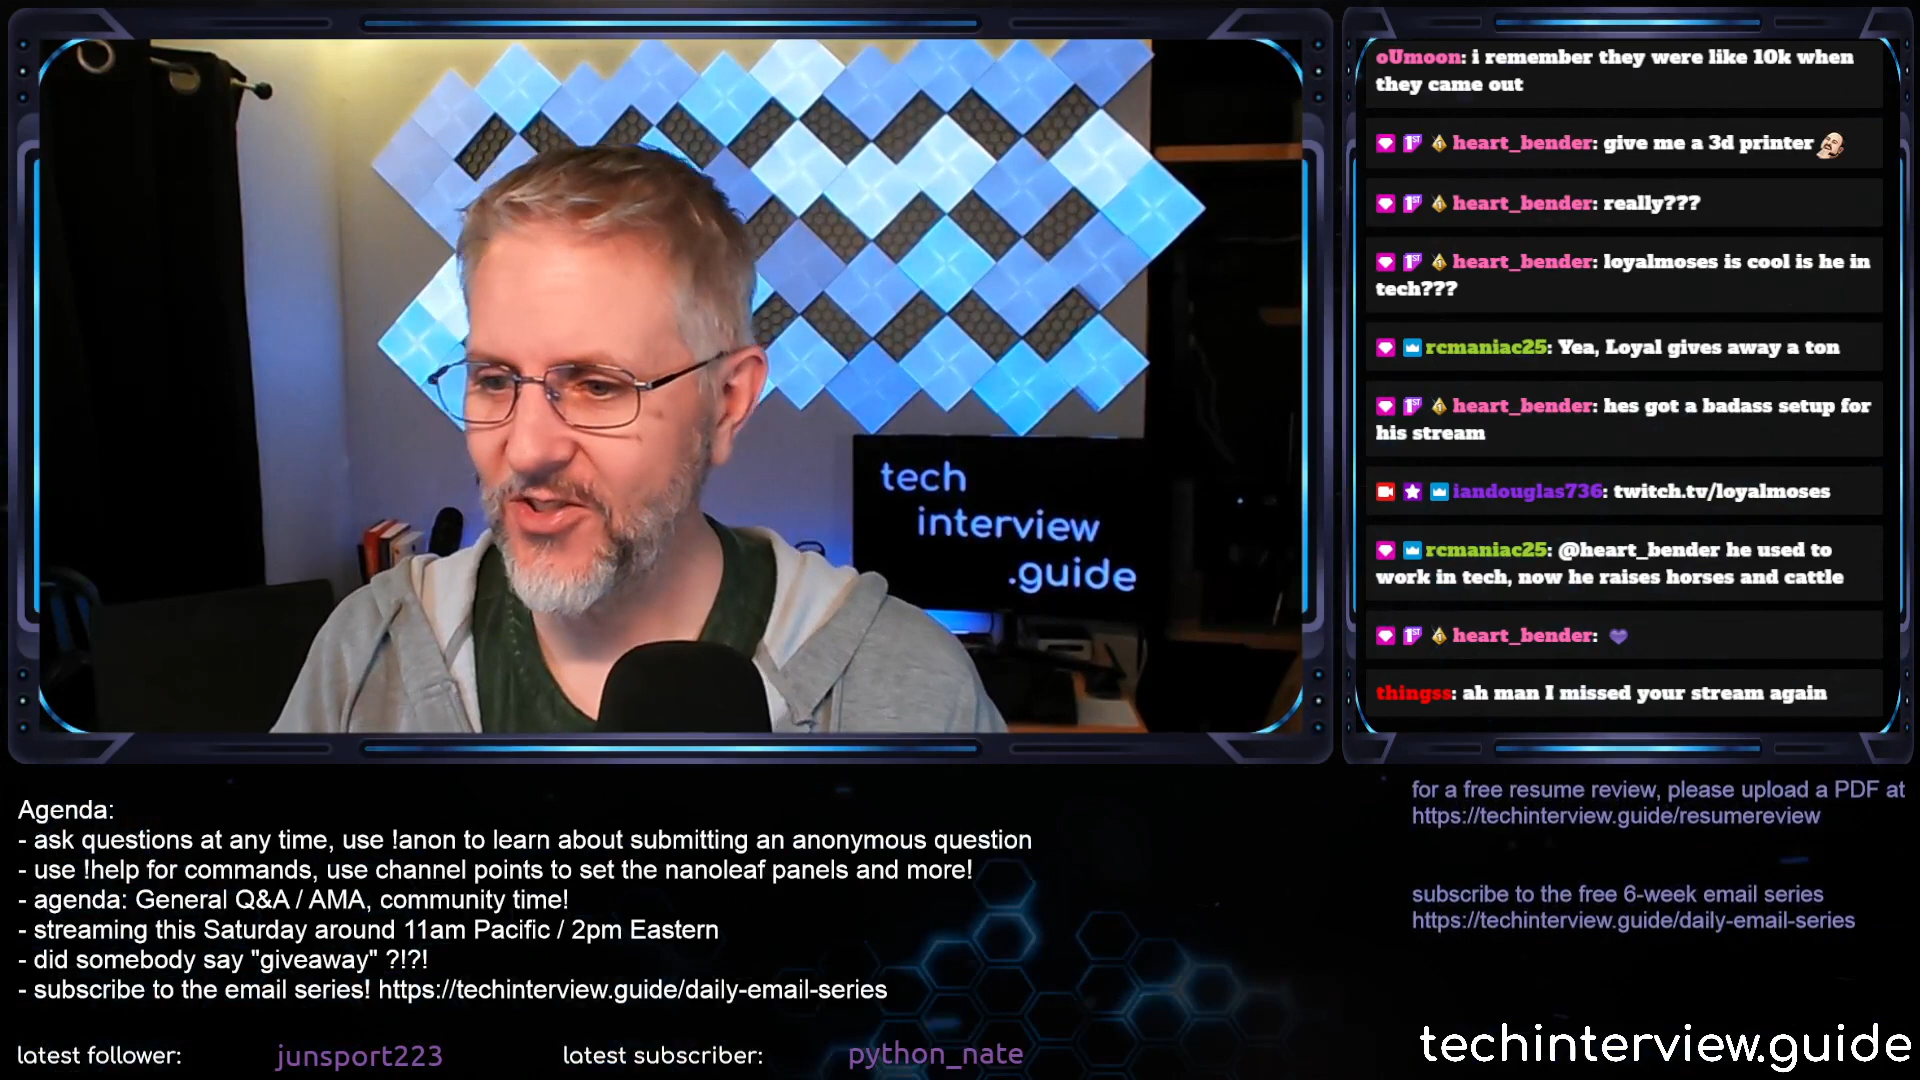 tech
interview
.guide
oUmoon: i remember they were like 10k when
they came out
heart_bender: give me a 3d printer
heart_bender: really???
heart_bender: loyalmoses is cool is he in
tech???
rcmaniac25: Yea, Loyal gives away a ton
heart_bender: hes got a badass setup for
his stream
iandouglas736: twitch.tv/loyalmoses
rcmaniac25: @heart_bender he used to
work in tech, now he raises horses and cattle
heart_bender:
thingss: ah man I missed your stream again
Agenda:
- ask questions at any time, use !anon to learn about submitting an anonymous question
- use !help for commands, use channel points to set the nanoleaf panels and more!
- agenda: General Q&A / AMA, community time!
- streaming this Saturday around 11am Pacific / 2pm Eastern
- did somebody say "giveaway" ?!?!
- subscribe to the email series! https://techinterview.guide/daily-email-series
latest follower: junsport223 latest subscriber: python_nate
for a free resume review, please upload a PDF at
https://techinterview.guide/resumereview
subscribe to the free 6-week email series
https://techinterview.guide/daily-email-series
techinterview.guide